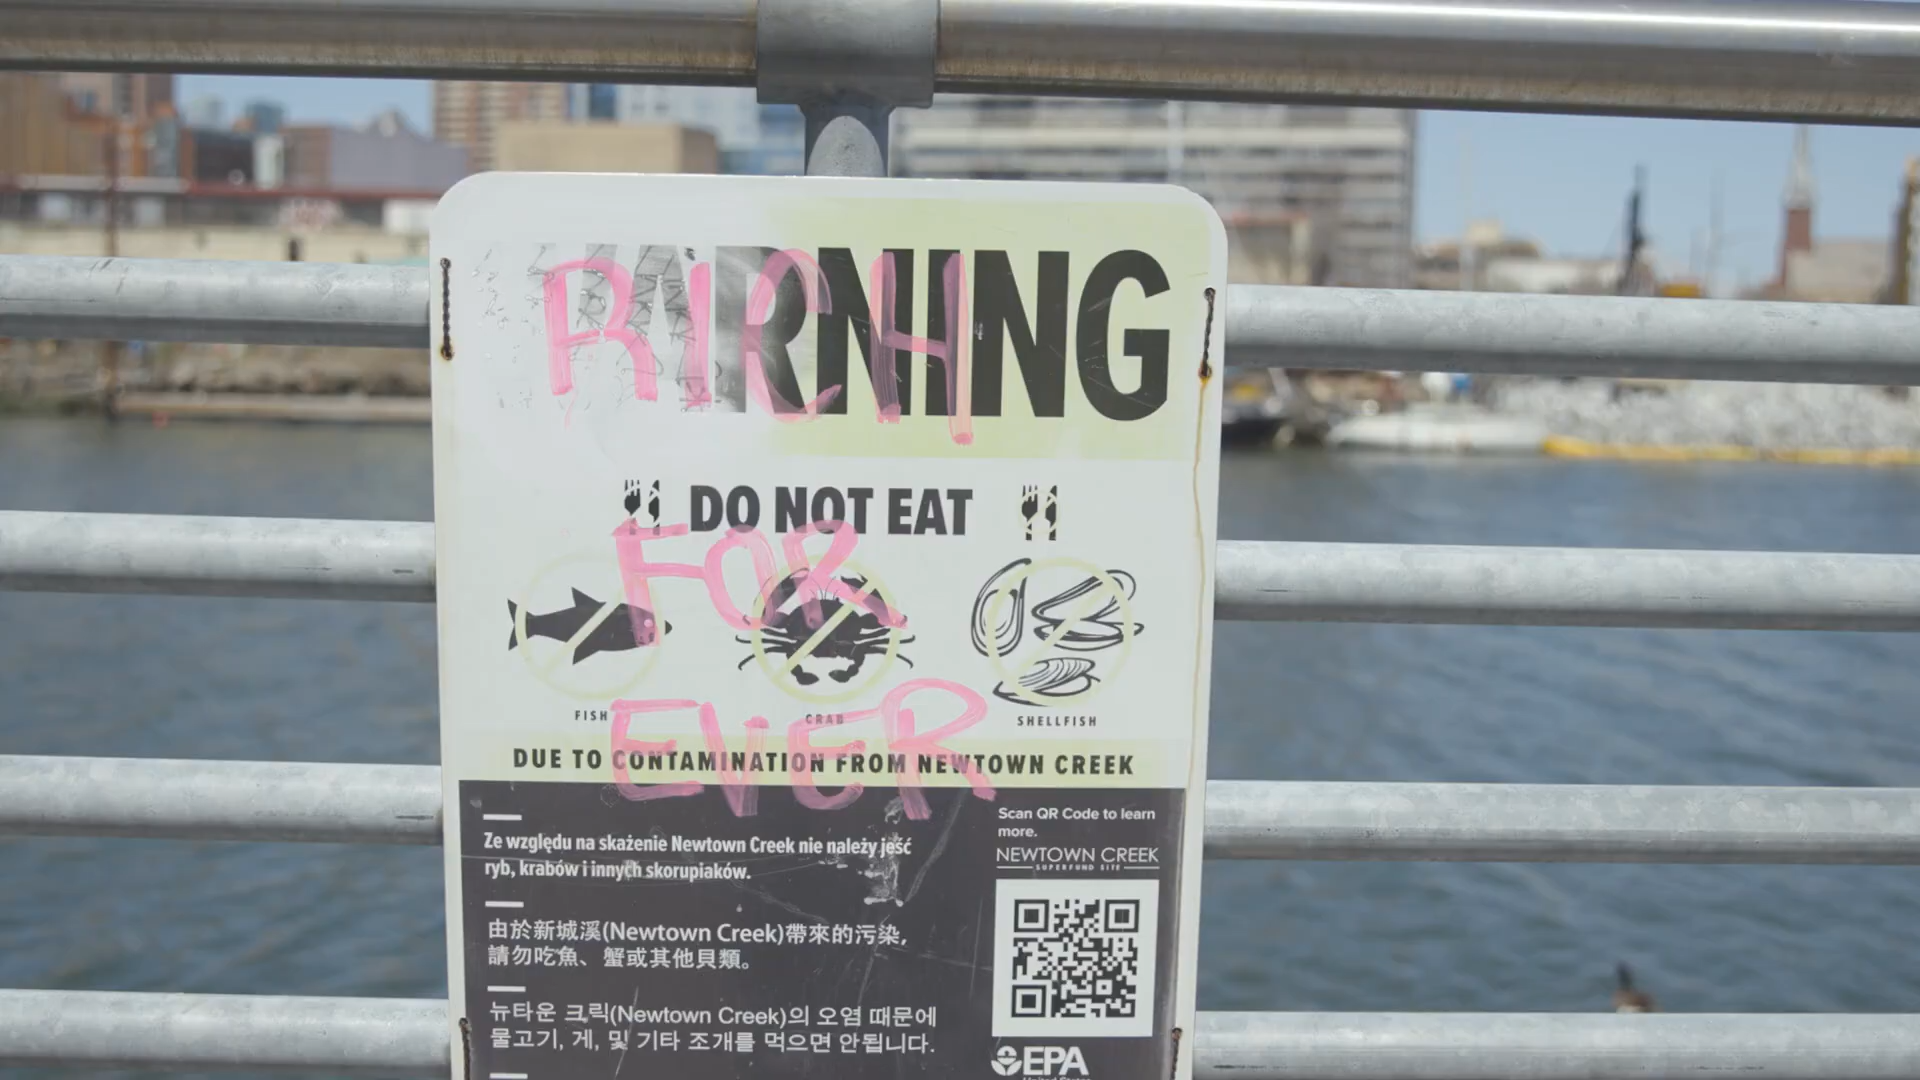 WARNING
RICH
DO NOT EAT
FOR
FISH
CRAB
SHELLFISH
EVER
DUE TO CONTAMINATION FROM NEWTOWN CREEK
Ze względu na skażenie Newtown Creek nie należy jeść
ryb, krabów i innych skorupiaków.
由於新城溪(Newtown Creek)帶來的污染,
請勿吃魚、蟹或其他貝類。
뉴타운 크릭(Newtown Creek)의 오염 때문에
물고기, 게, 및 기타 조개를 먹으면 안됩니다.
Scan QR Code to learn
more.
NEWTOWN CREEK
SUPERFUND SITE
EPA
United States